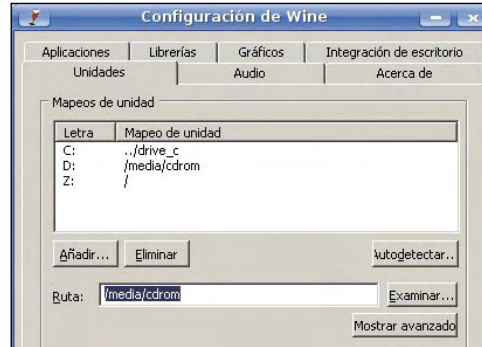 Configuración de Wine
Aplicaciones Librerías Gráficos Integración de escritorio
Unidades Audio Acerca de
Mapeos de unidad
Letra Mapeo de unidad
C: ../drive_c
D: /media/cdrom
Z: /
Añadir... Eliminar Autodetectar..
Ruta: /media/cdrom Examinar...
Mostrar avanzado